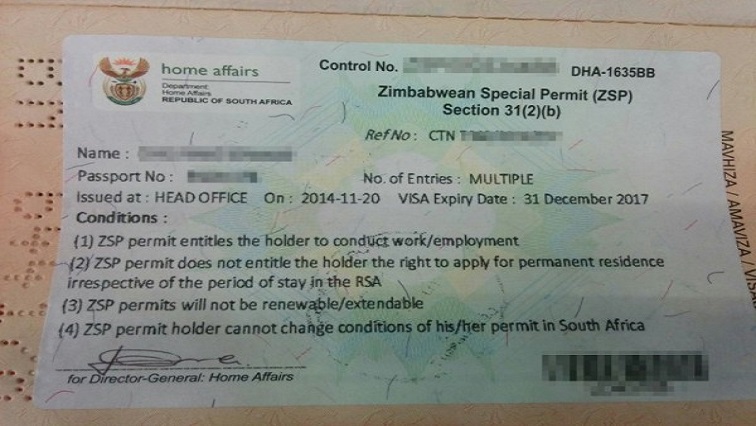 home affairs
Department:
Home Affairs
REPUBLIC OF SOUTH AFRICA
Control No.
DHA-1635BB
Zimbabwean Special Permit (ZSP)
Section 31(2)(b)
Ref No : CTN
Name :
Passport No :
No. of Entries : MULTIPLE
Issued at : HEAD OFFICE On : 2014-11-20 VISA Expiry Date : 31 December 2017
Conditions :
(1) ZSP permit entitles the holder to conduct work/employment
(2) ZSP permit does not entitle the holder the right to apply for permanent residence
irrespective of the period of stay in the RSA
(3) ZSP permits will not be renewable/extendable
(4) ZSP permit holder cannot change conditions of his/her permit in South Africa
for Director-General: Home Affairs
MAVHIZA / AMAVIZA / VISA